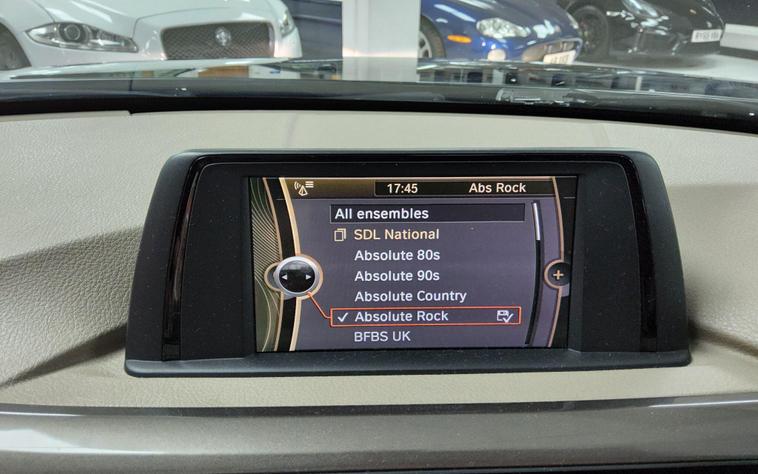 17:45 Abs Rock
All ensembles
SDL National
Absolute 80s
Absolute 90s
Absolute Country
Absolute Rock
BFBS UK